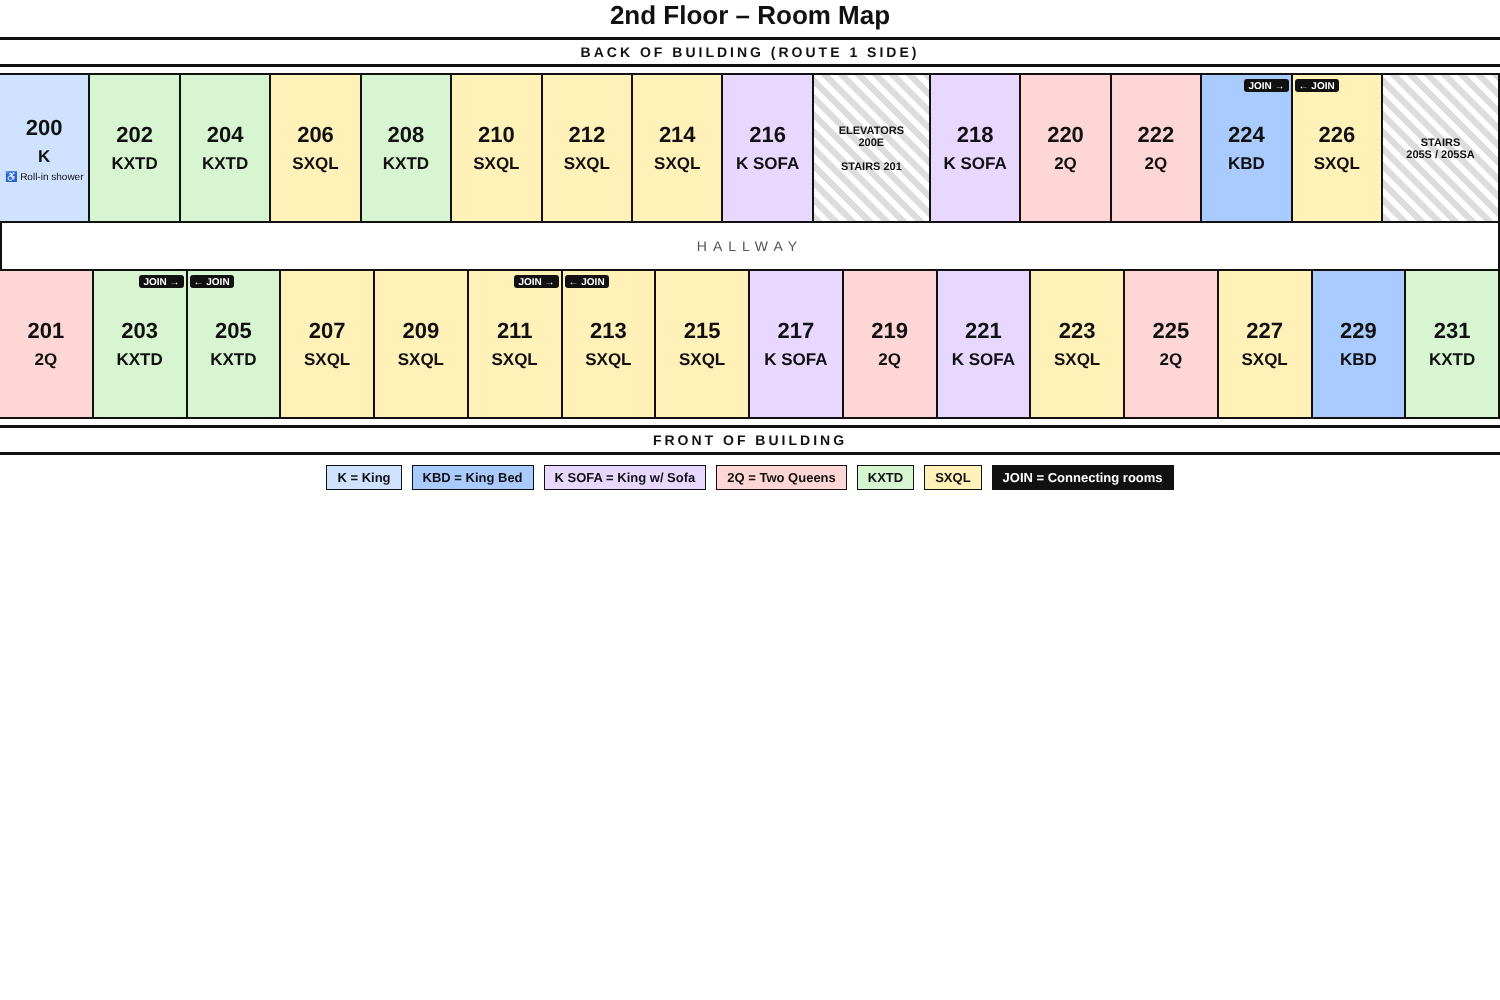 2nd Floor – Room Map
BACK OF BUILDING (ROUTE 1 SIDE)
200
K
♿ Roll-in shower
202
KXTD
204
KXTD
206
SXQL
208
KXTD
210
SXQL
212
SXQL
214
SXQL
216
K SOFA
ELEVATORS
200E
STAIRS 201
218
K SOFA
220
2Q
222
2Q
JOIN →
224
KBD
← JOIN
226
SXQL
STAIRS
205S / 205SA
HALLWAY
201
2Q
JOIN →
203
KXTD
← JOIN
205
KXTD
207
SXQL
209
SXQL
JOIN →
211
SXQL
← JOIN
213
SXQL
215
SXQL
217
K SOFA
219
2Q
221
K SOFA
223
SXQL
225
2Q
227
SXQL
229
KBD
231
KXTD
FRONT OF BUILDING
K = King
KBD = King Bed
K SOFA = King w/ Sofa
2Q = Two Queens
KXTD
SXQL
JOIN = Connecting rooms